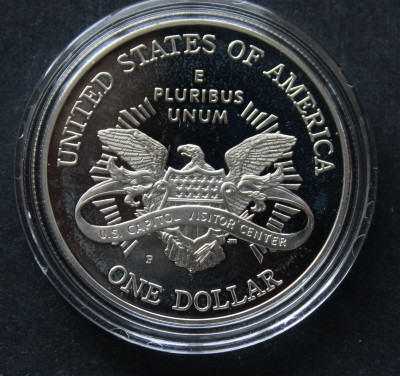 UNITED STATES OF AMERICA
E
PLURIBUS
UNUM
U.S. CAPITOL VISITOR CENTER
P
ONE DOLLAR